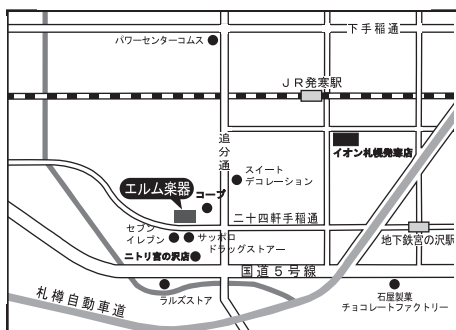 下手稲通
パワーセンターコムス
ＪＲ発寒駅
追分通
イオン札幌発寒店
スイート
デコレーション
エルム楽器
コープ
二十四軒手稲通
セブン
イレブン
サッポロ
ドラッグストアー
地下鉄宮の沢駅
ニトリ宮の沢店
国道５号線
札樽自動車道
ラルズストア
石屋製菓
チョコレートファクトリー